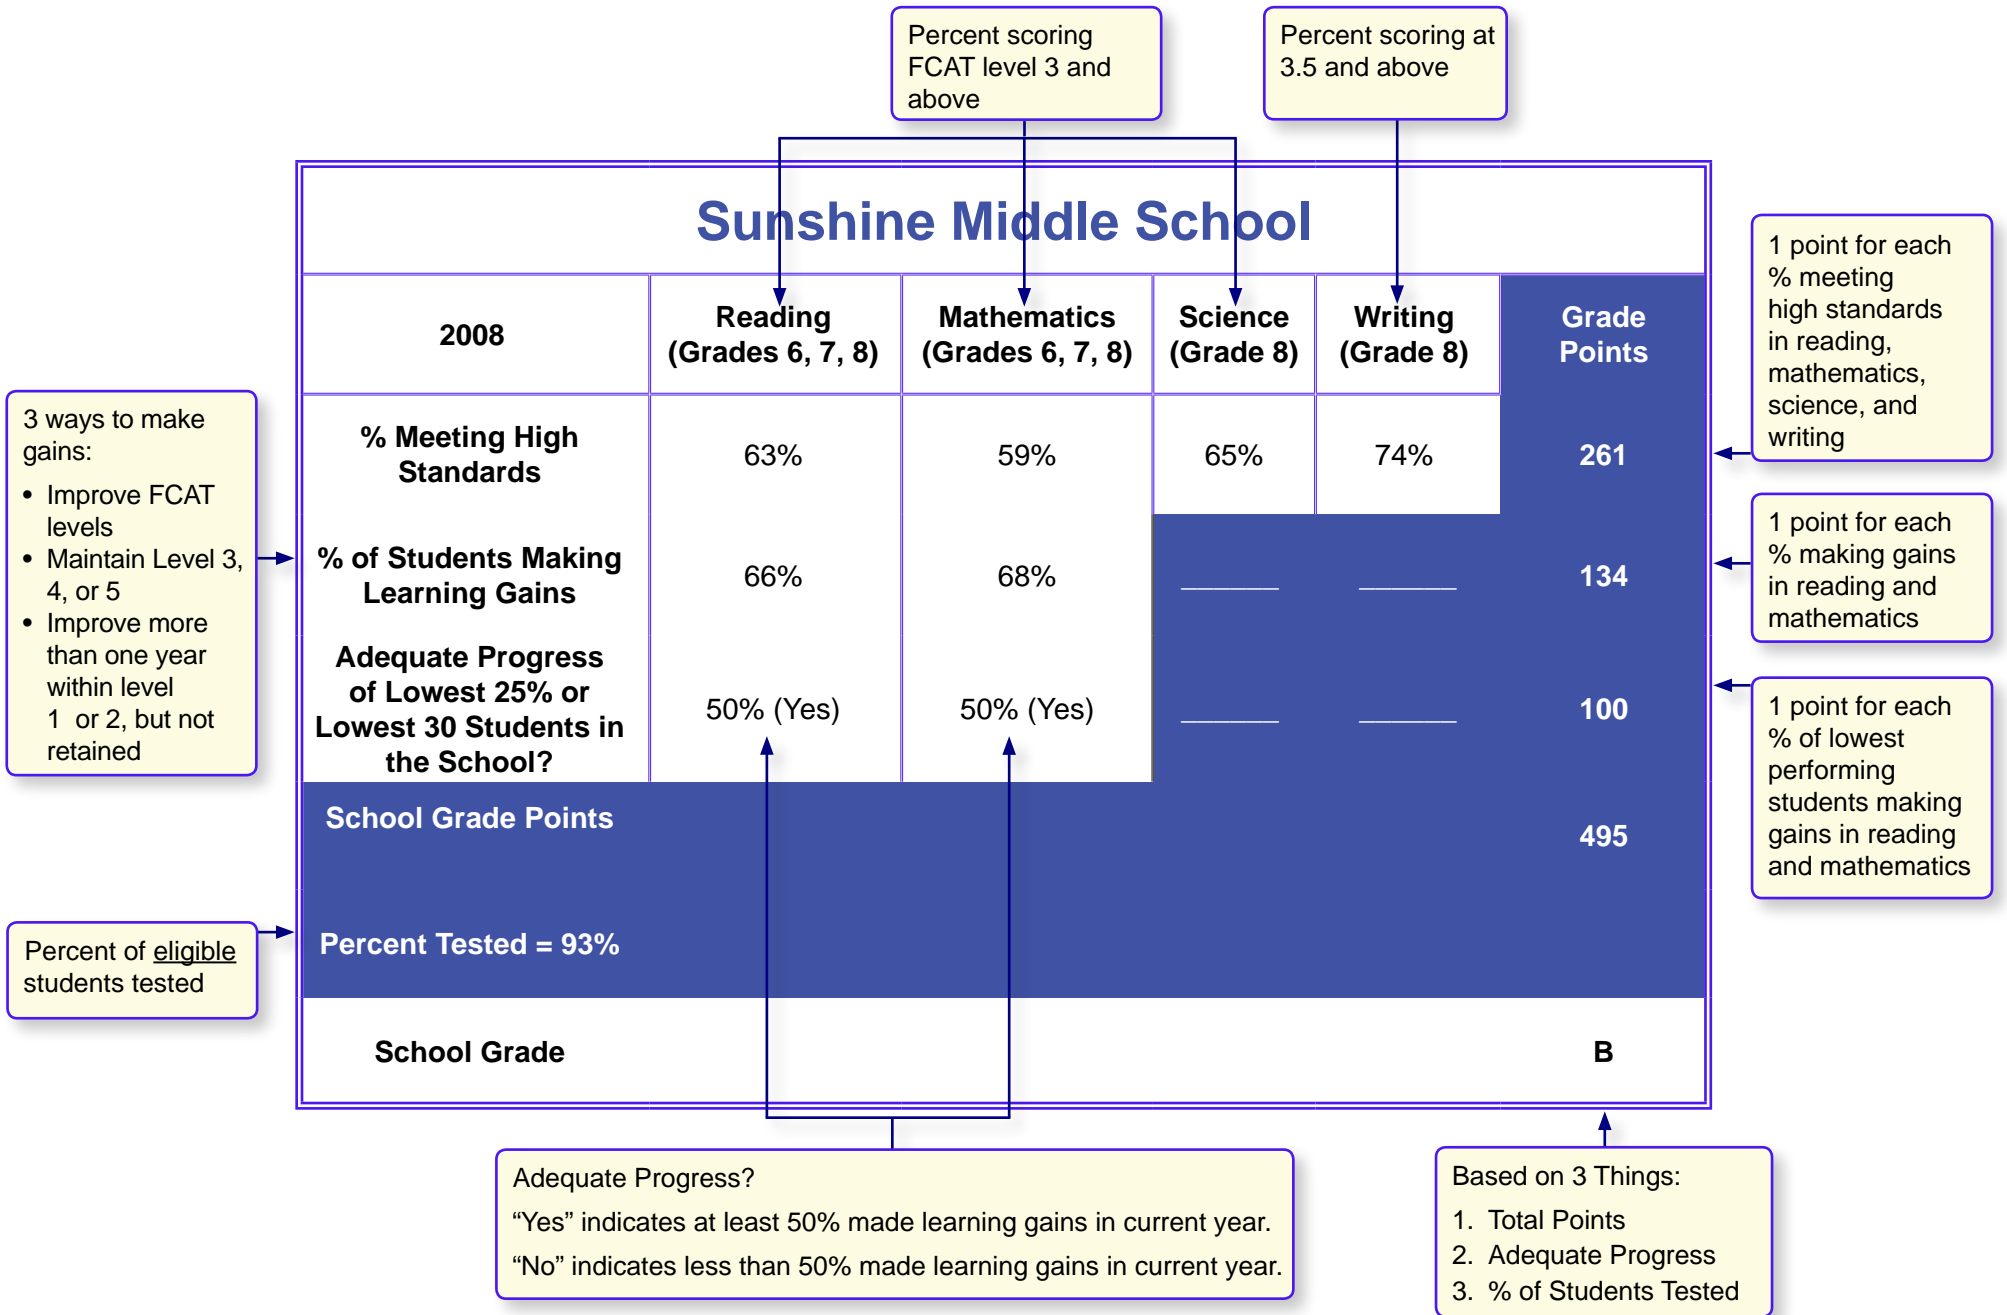 Percent scoring
FCAT level 3 and
above
Percent scoring at
3.5 and above
Sunshine Middle School
2008
Reading
(Grades 6, 7, 8)
Mathematics
(Grades 6, 7, 8)
Science
(Grade 8)
Writing
(Grade 8)
Grade
Points
% Meeting High
Standards
63%
59%
65%
74%
261
% of Students Making
Learning Gains
66%
68%
______
______
134
Adequate Progress
of Lowest 25% or
Lowest 30 Students in
the School?
50% (Yes)
50% (Yes)
______
______
100
School Grade Points
495
Percent Tested = 93%
School Grade
B
3 ways to make
gains:
• Improve FCAT
levels
• Maintain Level 3,
4, or 5
• Improve more
than one year
within level
1 or 2, but not
retained
Percent of eligible
students tested
1 point for each
% meeting
high standards
in reading,
mathematics,
science, and
writing
1 point for each
% making gains
in reading and
mathematics
1 point for each
% of lowest
performing
students making
gains in reading
and mathematics
Adequate Progress?
“Yes” indicates at least 50% made learning gains in current year.
“No” indicates less than 50% made learning gains in current year.
Based on 3 Things:
1. Total Points
2. Adequate Progress
3. % of Students Tested